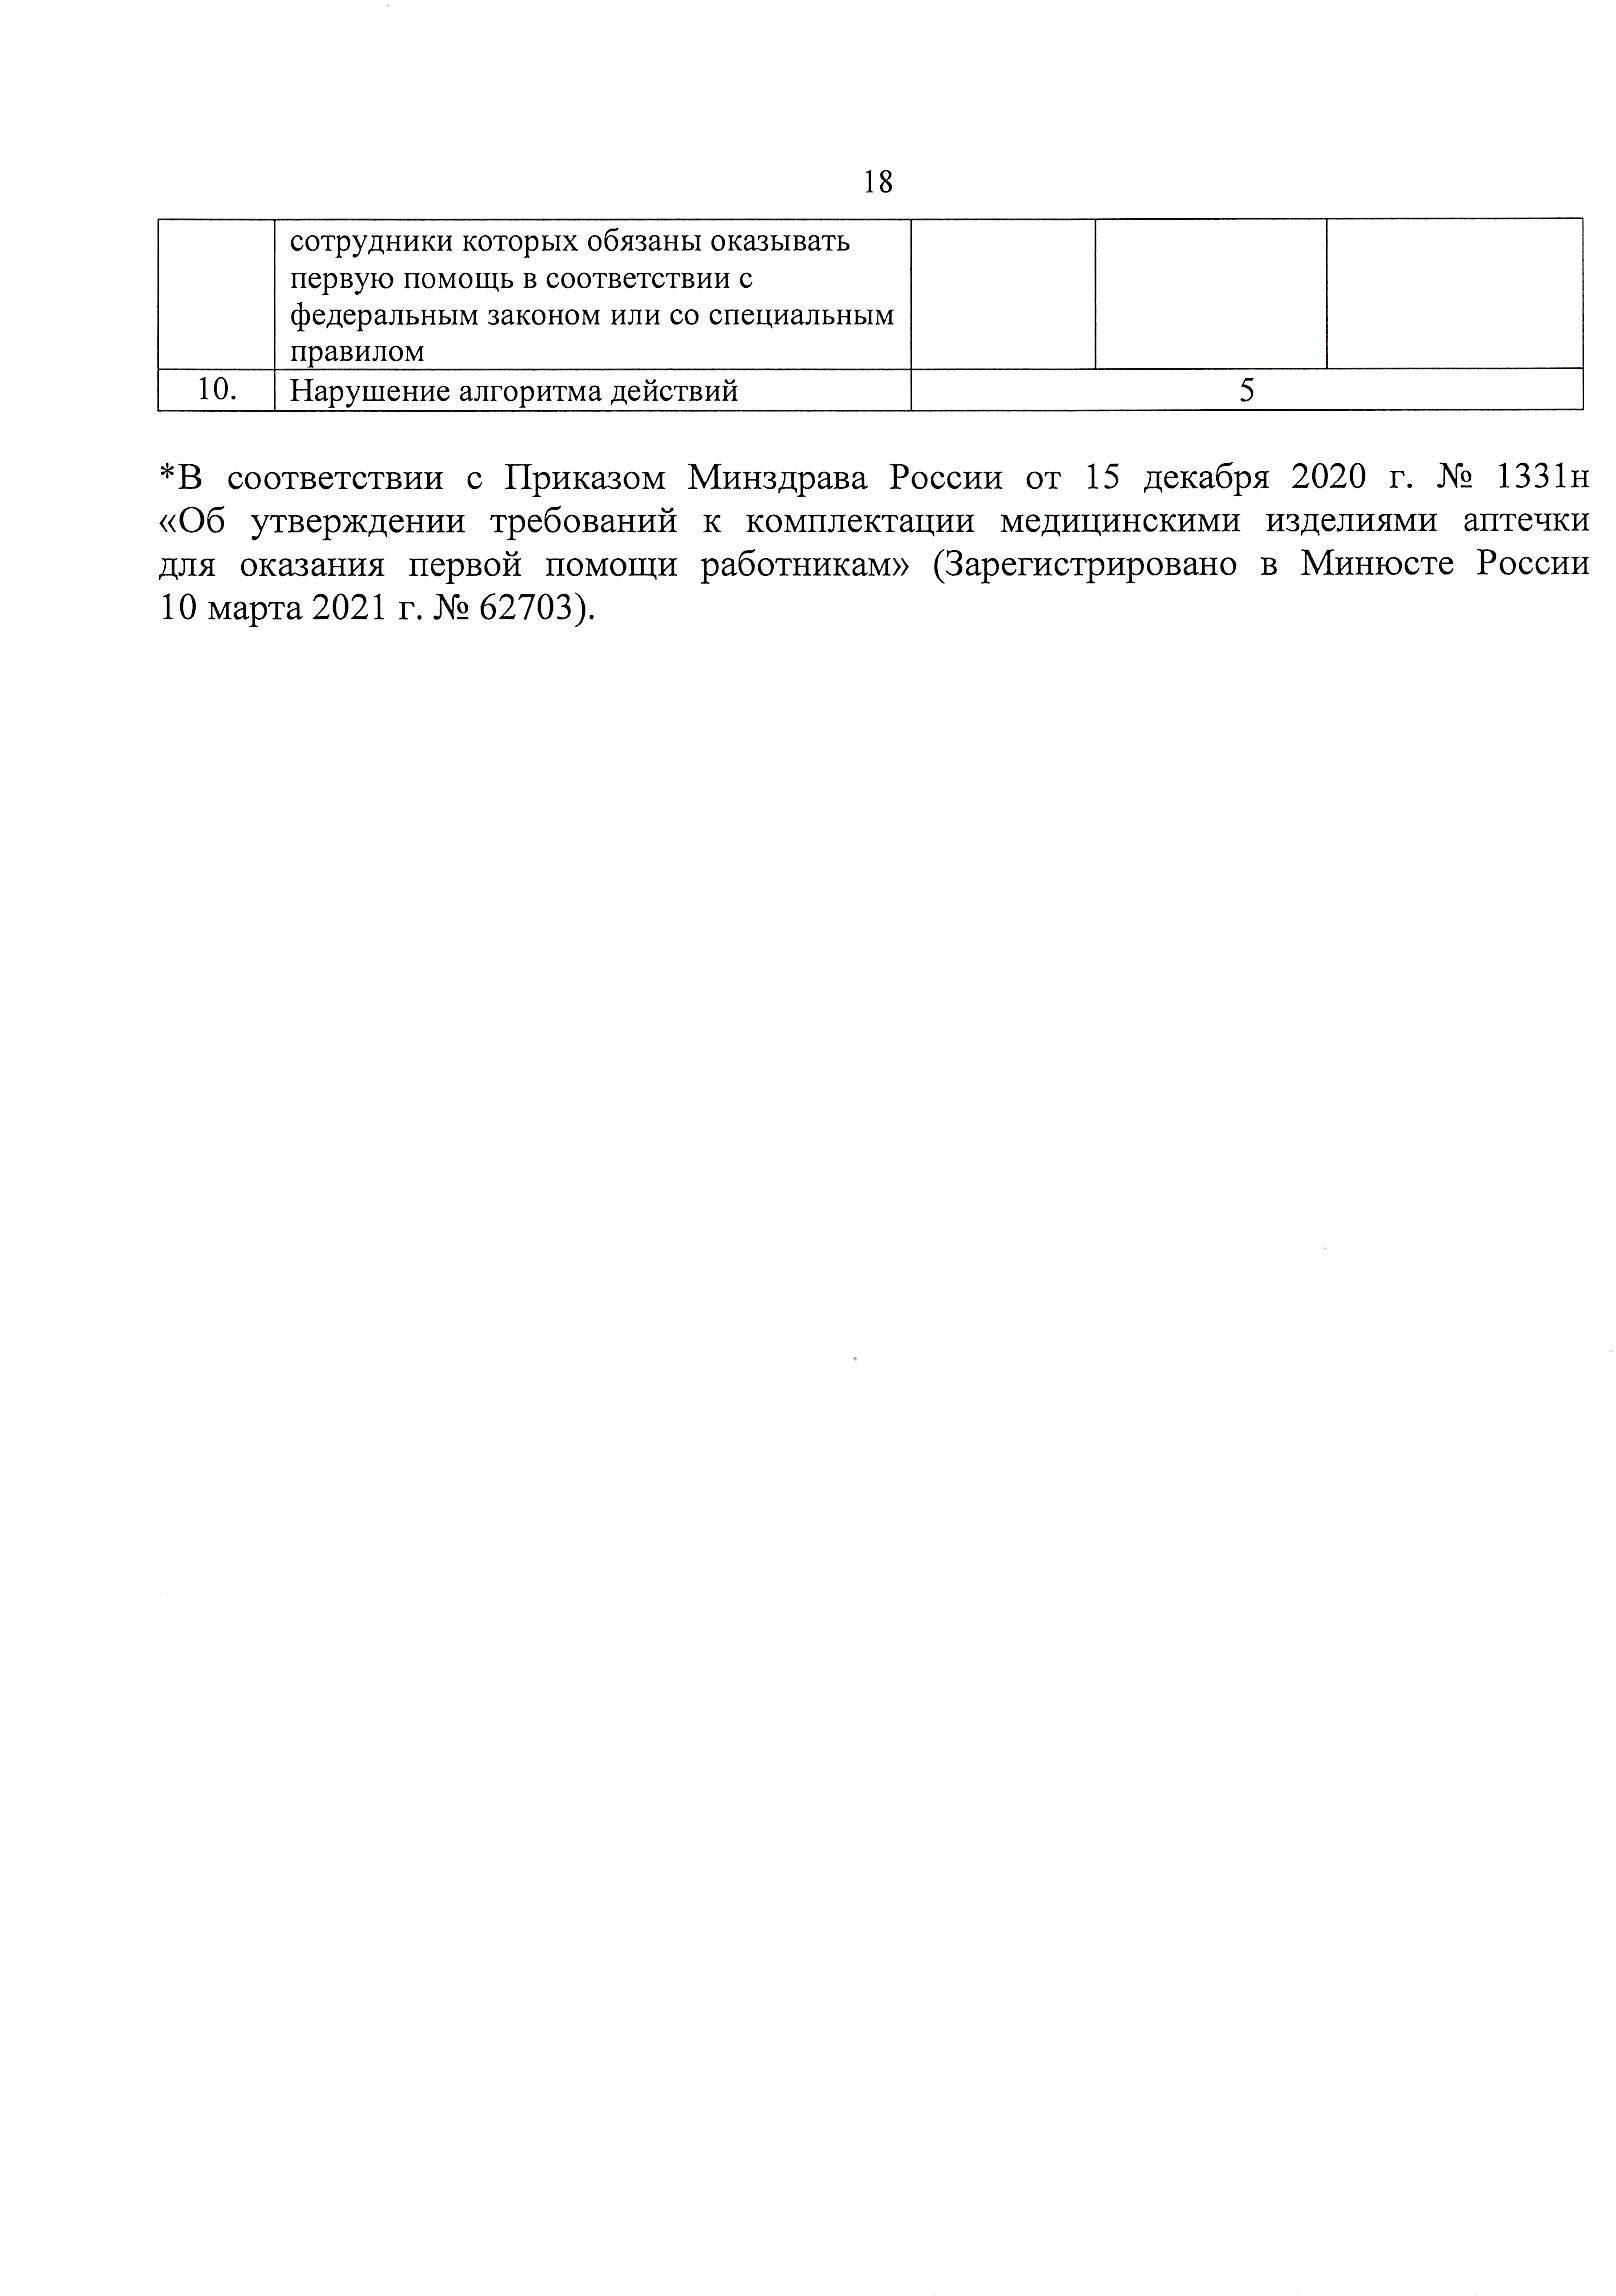 18
сотрудники которых обязаны оказывать
первую помощь в соответствии с
федеральным законом или со специальным
правилом
10. Нарушение алгоритма действий 5
*В соответствии с Приказом Минздрава России от 15 декабря 2020 г. № 1331н
«Об утверждении требований к комплектации медицинскими изделиями аптечки
для оказания первой помощи работникам» (Зарегистрировано в Минюсте России
10 марта 2021 г. № 62703).